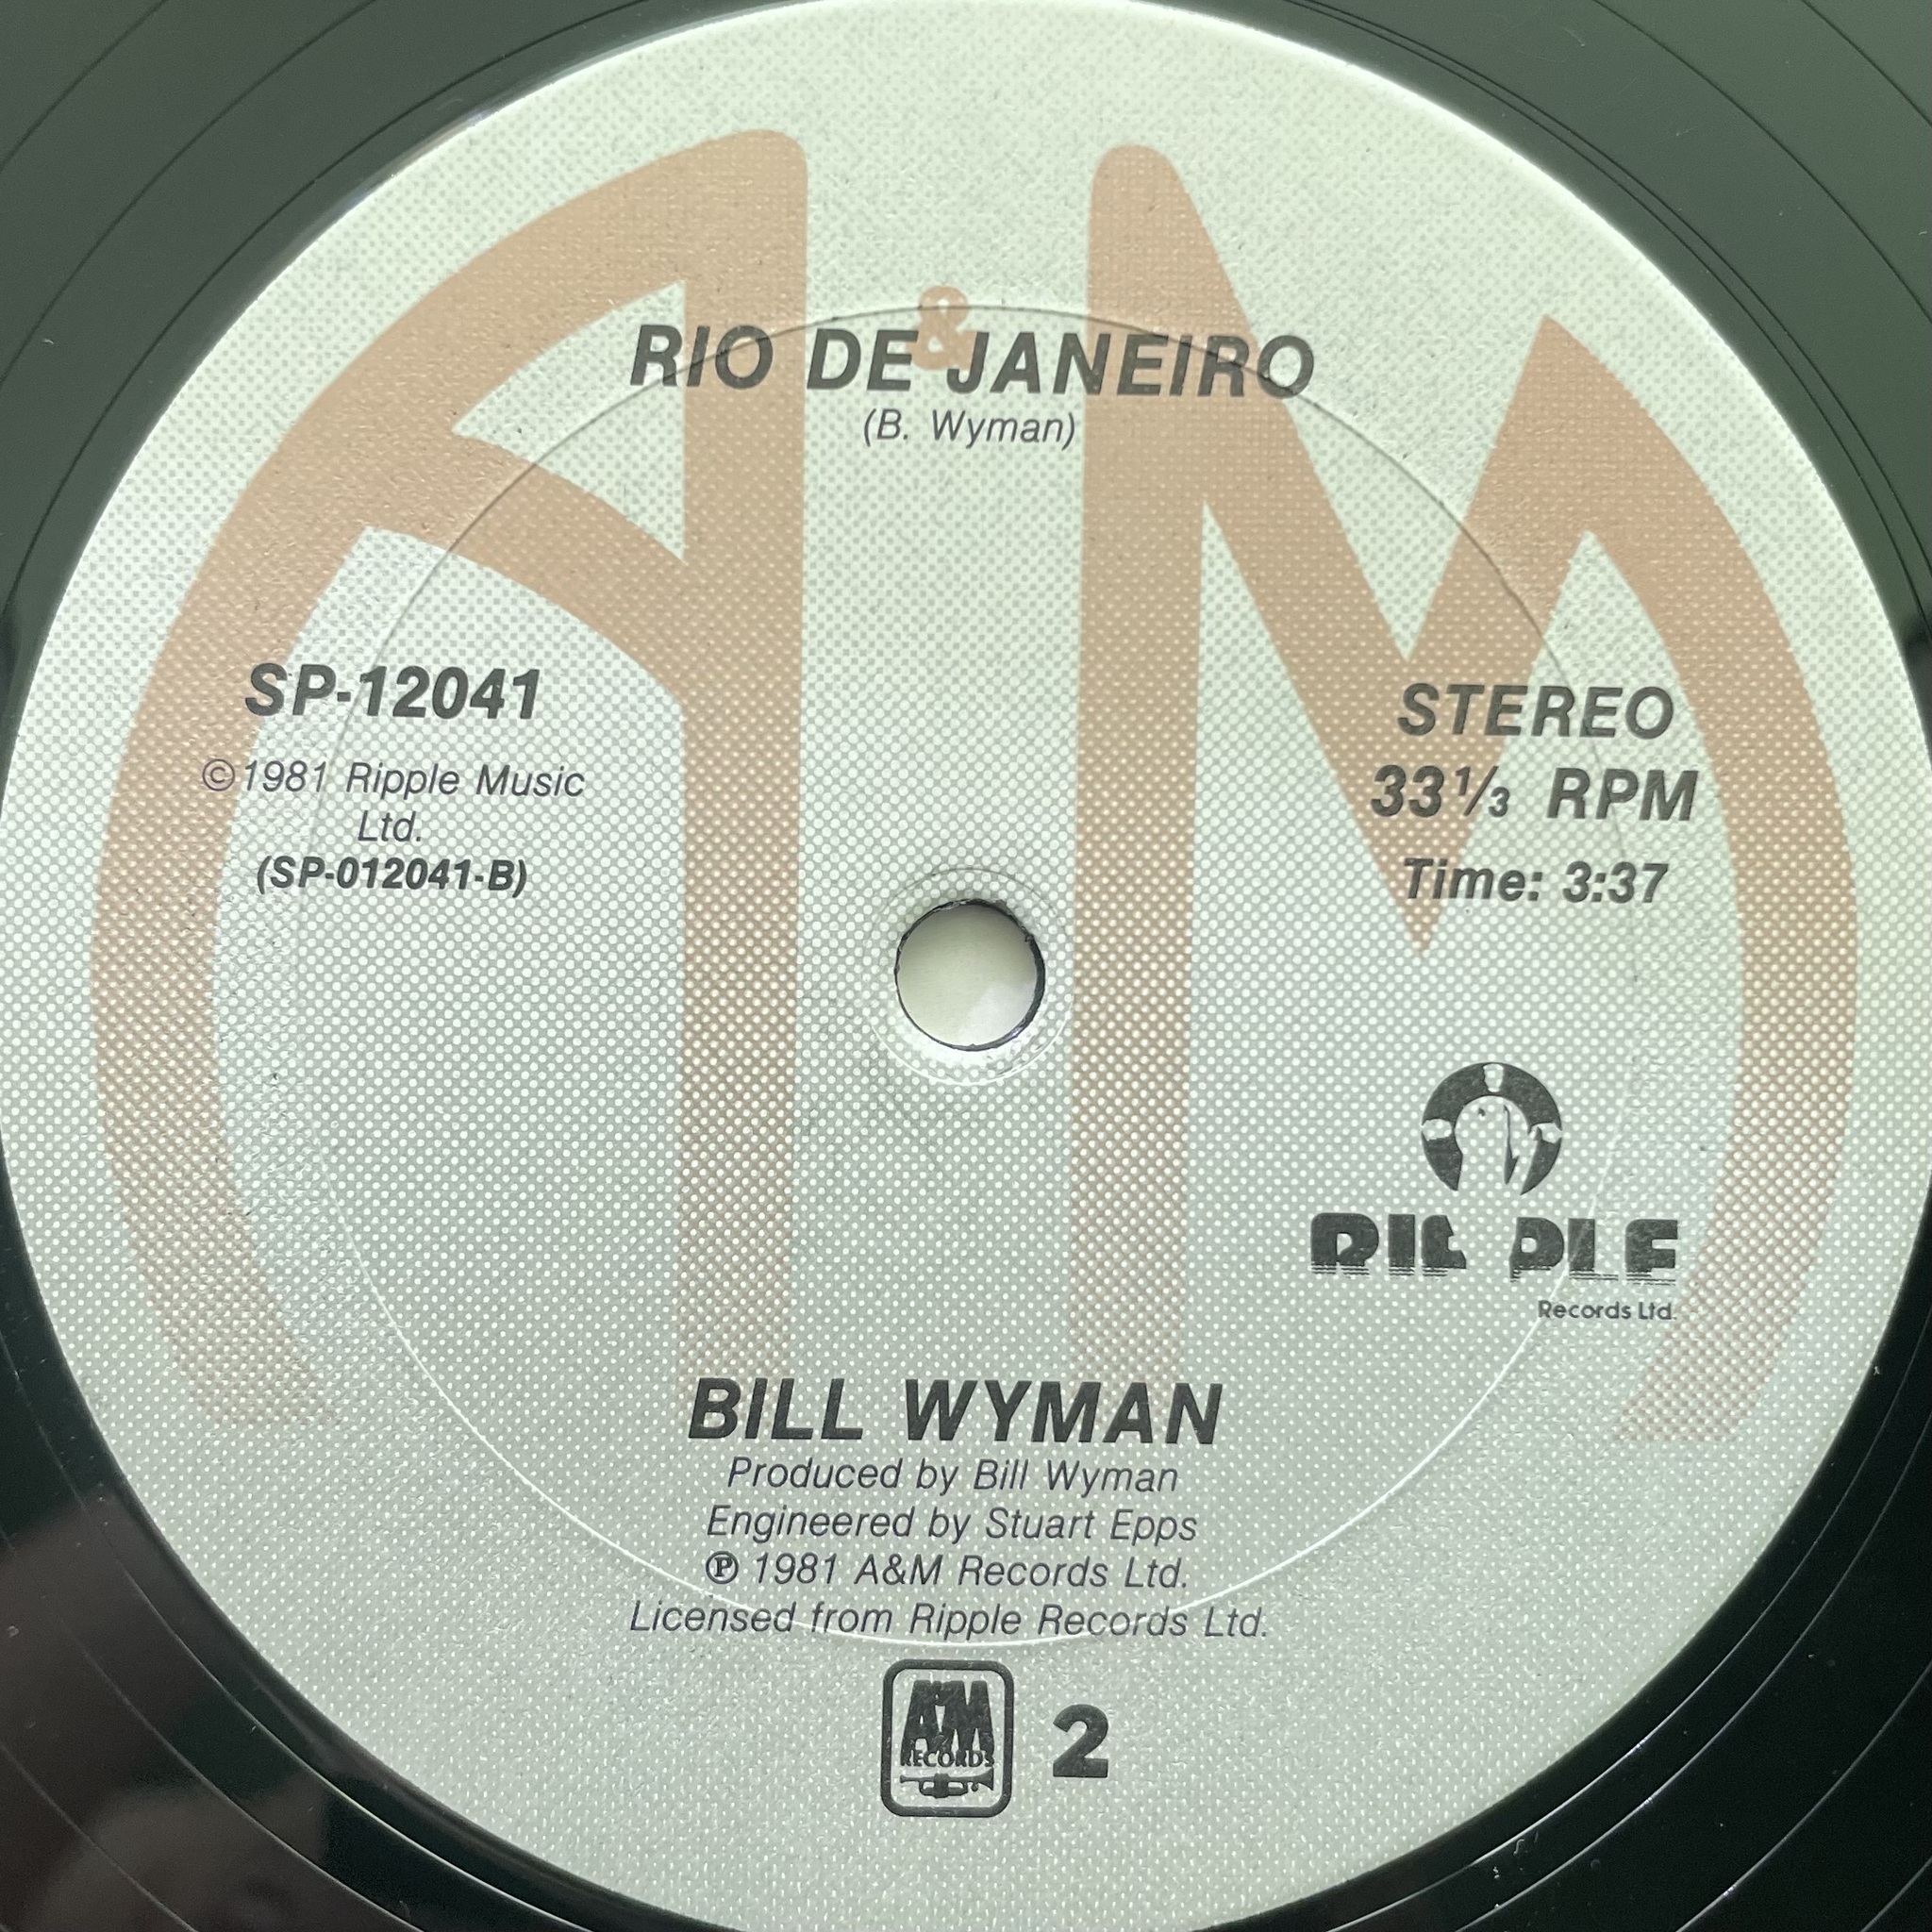 &
RIO DE JANEIRO
(B. Wyman)
SP-12041
©1981 Ripple Music
Ltd.
(SP-012041-B)
STEREO
33⅓ RPM
Time: 3:37
RIPPLE
Records Ltd.
BILL WYMAN
Produced by Bill Wyman
Engineered by Stuart Epps
℗ 1981 A&M Records Ltd.
Licensed from Ripple Records Ltd.
A&M
RECORDS
2